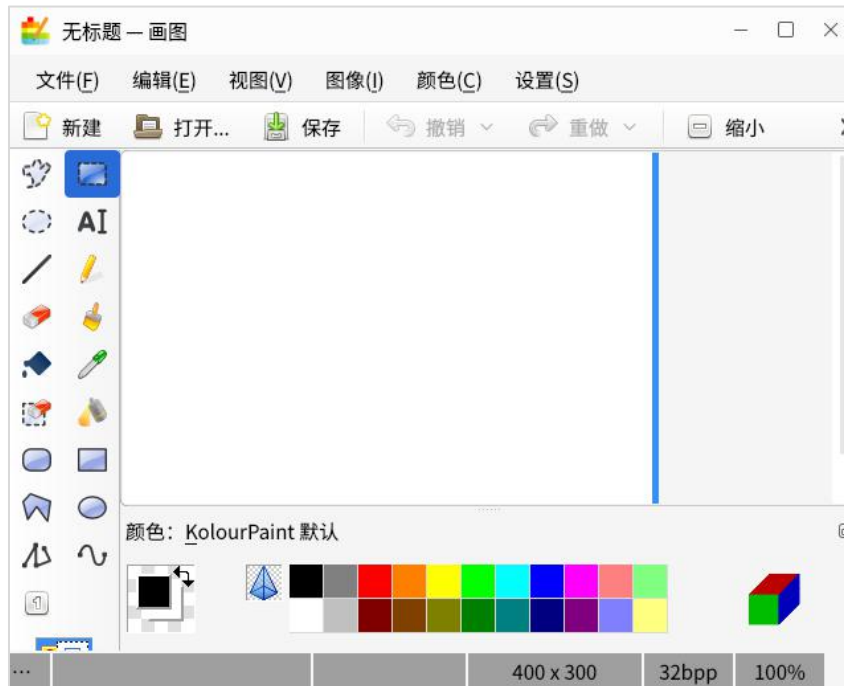 无标题 — 画图
文件(F) 编辑(E) 视图(V) 图像(I) 颜色(C) 设置(S)
新建 打开... 保存 撤销 重做 缩小
AI
颜色：KolourPaint 默认
... 400 x 300 32bpp 100%